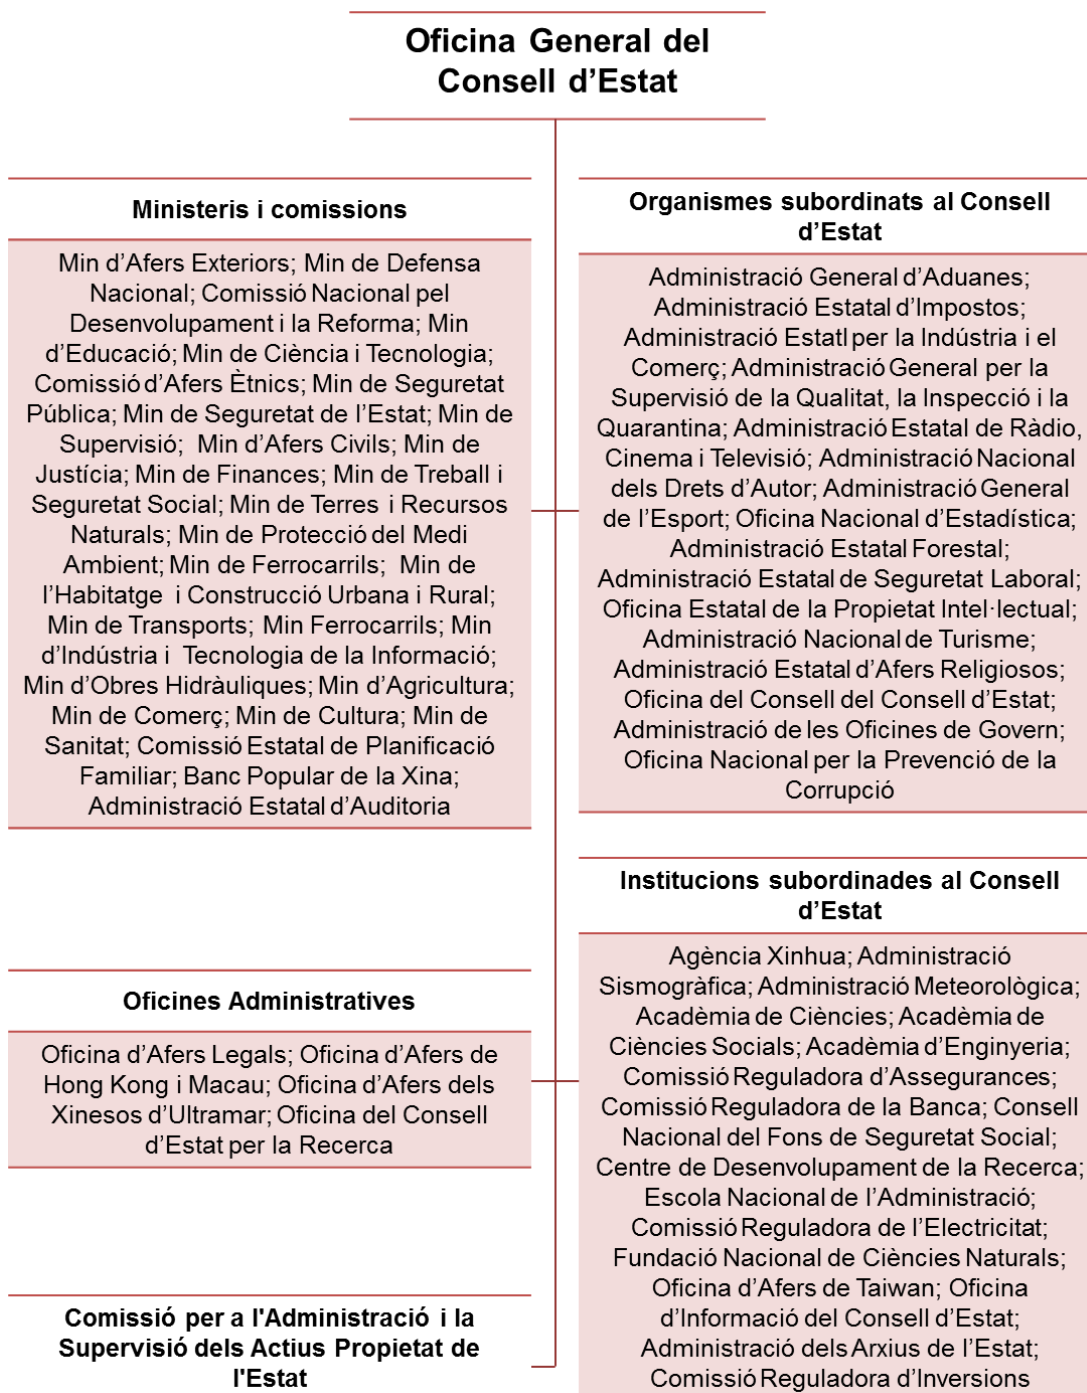 Oficina General del
Consell d’Estat
Ministeris i comissions
Min d’Afers Exteriors; Min de Defensa
Nacional; Comissió Nacional pel
Desenvolupament i la Reforma; Min
d’Educació; Min de Ciència i Tecnologia;
Comissió d’Afers Ètnics; Min de Seguretat
Pública; Min de Seguretat de l’Estat; Min de
Supervisió; Min d’Afers Civils; Min de
Justícia; Min de Finances; Min de Treball i
Seguretat Social; Min de Terres i Recursos
Naturals; Min de Protecció del Medi
Ambient; Min de Ferrocarrils; Min de
l’Habitatge i Construcció Urbana i Rural;
Min de Transports; Min Ferrocarrils; Min
d’Indústria i Tecnologia de la Informació;
Min d’Obres Hidràuliques; Min d’Agricultura;
Min de Comerç; Min de Cultura; Min de
Sanitat; Comissió Estatal de Planificació
Familiar; Banc Popular de la Xina;
Administració Estatal d’Auditoria
Organismes subordinats al Consell
d’Estat
Administració General d’Aduanes;
Administració Estatal d’Impostos;
Administració Estatl per la Indústria i el
Comerç; Administració General per la
Supervisió de la Qualitat, la Inspecció i la
Quarantina; Administració Estatal de Ràdio,
Cinema i Televisió; Administració Nacional
dels Drets d’Autor; Administració General
de l’Esport; Oficina Nacional d’Estadística;
Administració Estatal Forestal;
Administració Estatal de Seguretat Laboral;
Oficina Estatal de la Propietat Intel·lectual;
Administració Nacional de Turisme;
Administració Estatal d’Afers Religiosos;
Oficina del Consell del Consell d’Estat;
Administració de les Oficines de Govern;
Oficina Nacional per la Prevenció de la
Corrupció
Oficines Administratives
Oficina d’Afers Legals; Oficina d’Afers de
Hong Kong i Macau; Oficina d’Afers dels
Xinesos d’Ultramar; Oficina del Consell
d’Estat per la Recerca
Institucions subordinades al Consell
d’Estat
Agència Xinhua; Administració
Sismogràfica; Administració Meteorològica;
Acadèmia de Ciències; Acadèmia de
Ciències Socials; Acadèmia d’Enginyeria;
Comissió Reguladora d’Assegurances;
Comissió Reguladora de la Banca; Consell
Nacional del Fons de Seguretat Social;
Centre de Desenvolupament de la Recerca;
Escola Nacional de l’Administració;
Comissió Reguladora de l’Electricitat;
Fundació Nacional de Ciències Naturals;
Oficina d’Afers de Taiwan; Oficina
d’Informació del Consell d’Estat;
Administració dels Arxius de l’Estat;
Comissió Reguladora d’Inversions
Comissió per a l'Administració i la
Supervisió dels Actius Propietat de
l'Estat